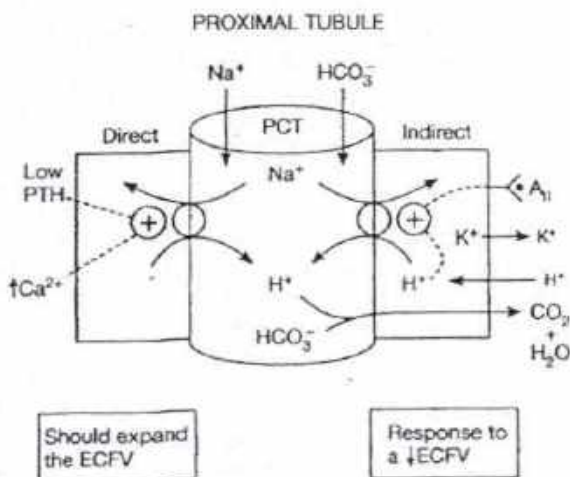 PROXIMAL TUBULE
Na⁺ HCO₃⁻
Direct PCT Indirect
Low
PTH
Na⁺
+ +
A_II
K⁺ K⁺
↑Ca²⁺
H⁺ H⁺ H⁺
HCO₃⁻
CO₂
+
H₂O
Should expand
the ECFV
Response to
a ↓ECFV